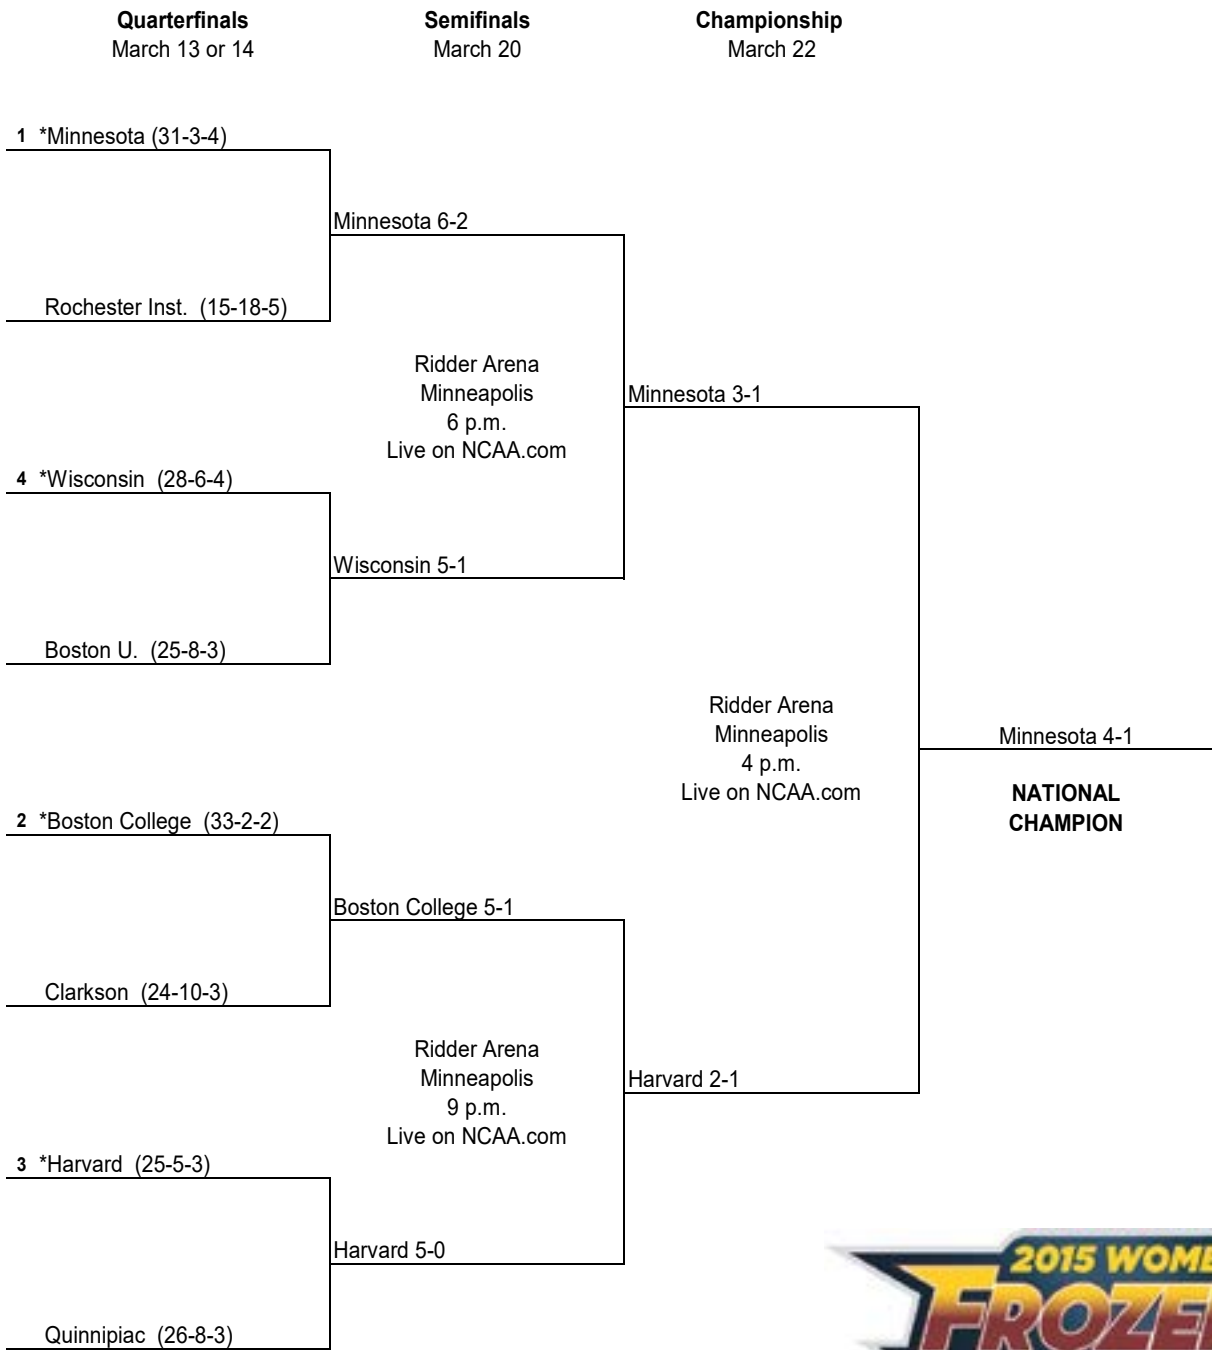 Quarterfinals
March 13 or 14
Semifinals
March 20
Championship
March 22
1 *Minnesota (31-3-4)
Minnesota 6-2
Rochester Inst. (15-18-5)
Ridder Arena
Minneapolis
6 p.m.
Live on NCAA.com
Minnesota 3-1
4 *Wisconsin (28-6-4)
Wisconsin 5-1
Boston U. (25-8-3)
Ridder Arena
Minneapolis
4 p.m.
Live on NCAA.com
Minnesota 4-1
NATIONAL
CHAMPION
2 *Boston College (33-2-2)
Boston College 5-1
Clarkson (24-10-3)
Ridder Arena
Minneapolis
9 p.m.
Live on NCAA.com
Harvard 2-1
3 *Harvard (25-5-3)
Harvard 5-0
Quinnipiac (26-8-3)
2015 WOME
FROZE